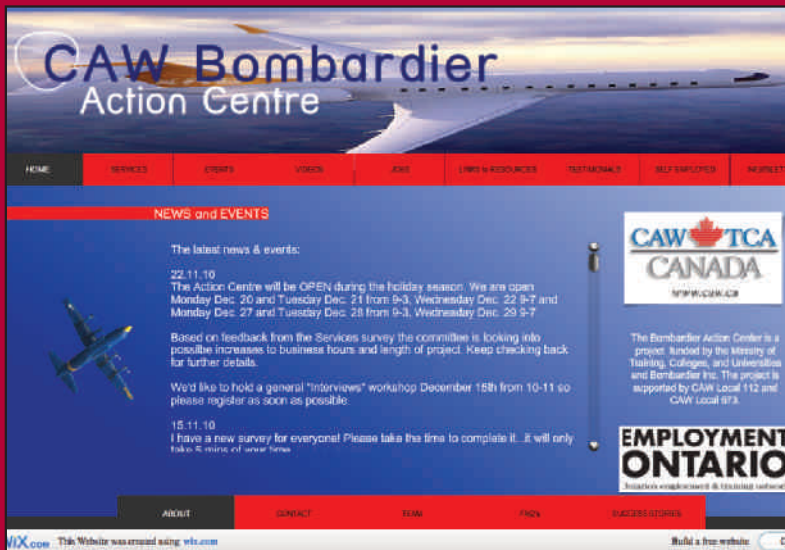 CAW Bombardier
Action Centre
HOME SERVICES EVENTS VIDEOS JOBS LINKS to RESOURCES TESTIMONIALS SELF EMPLOYED
NEWS and EVENTS
The latest news & events:
22.11.10
The Action Centre will be OPEN during the holiday season. We are open
Monday Dec. 20 and Tuesday Dec. 21 from 9-3, Wednesday Dec. 22 9-7 and
Monday Dec. 27 and Tuesday Dec. 28 from 9-3, Wednesday Dec. 29 9-7
Based on feedback from the Services survey the committee is looking into
possible increases to business hours and length of project. Keep checking back
for further details.
We'd like to hold a general "Interviews" workshop December 15th from 10-11 so
please register as soon as possible.
15.11.10
I have a new survey for everyone! Please take the time to complete it...it will only
take 5 mins of your time
CAW TCA
CANADA
www.caw.ca
The Bombardier Action Center is a
project funded by the Ministry of
Training, Colleges, and Universities
and Bombardier Inc. The project is
supported by CAW Local 112 and
CAW Local 673.
EMPLOYMENT
ONTARIO
employment & training network
ABOUT CONTACT TEAM FAQ's SUCCESS STORIES
WIX.com This Website was created using wix.com Build a free website